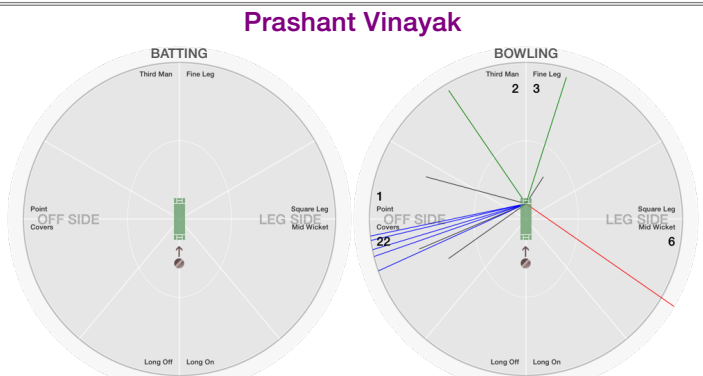 Prashant Vinayak
BATTING
Third Man Fine Leg
Point
OFF SIDE
Covers
Square Leg
LEG SIDE
Mid Wicket
Long Off Long On
BOWLING
Third Man Fine Leg
2 3
1
Point
OFF SIDE
Covers
22
Square Leg
LEG SIDE
Mid Wicket
6
Long Off Long On